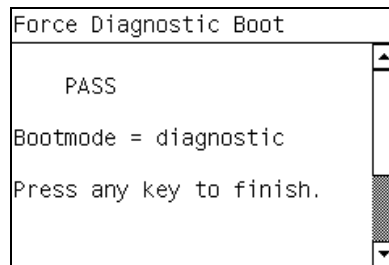 Force Diagnostic Boot
PASS
Bootmode = diagnostic
Press any key to finish.